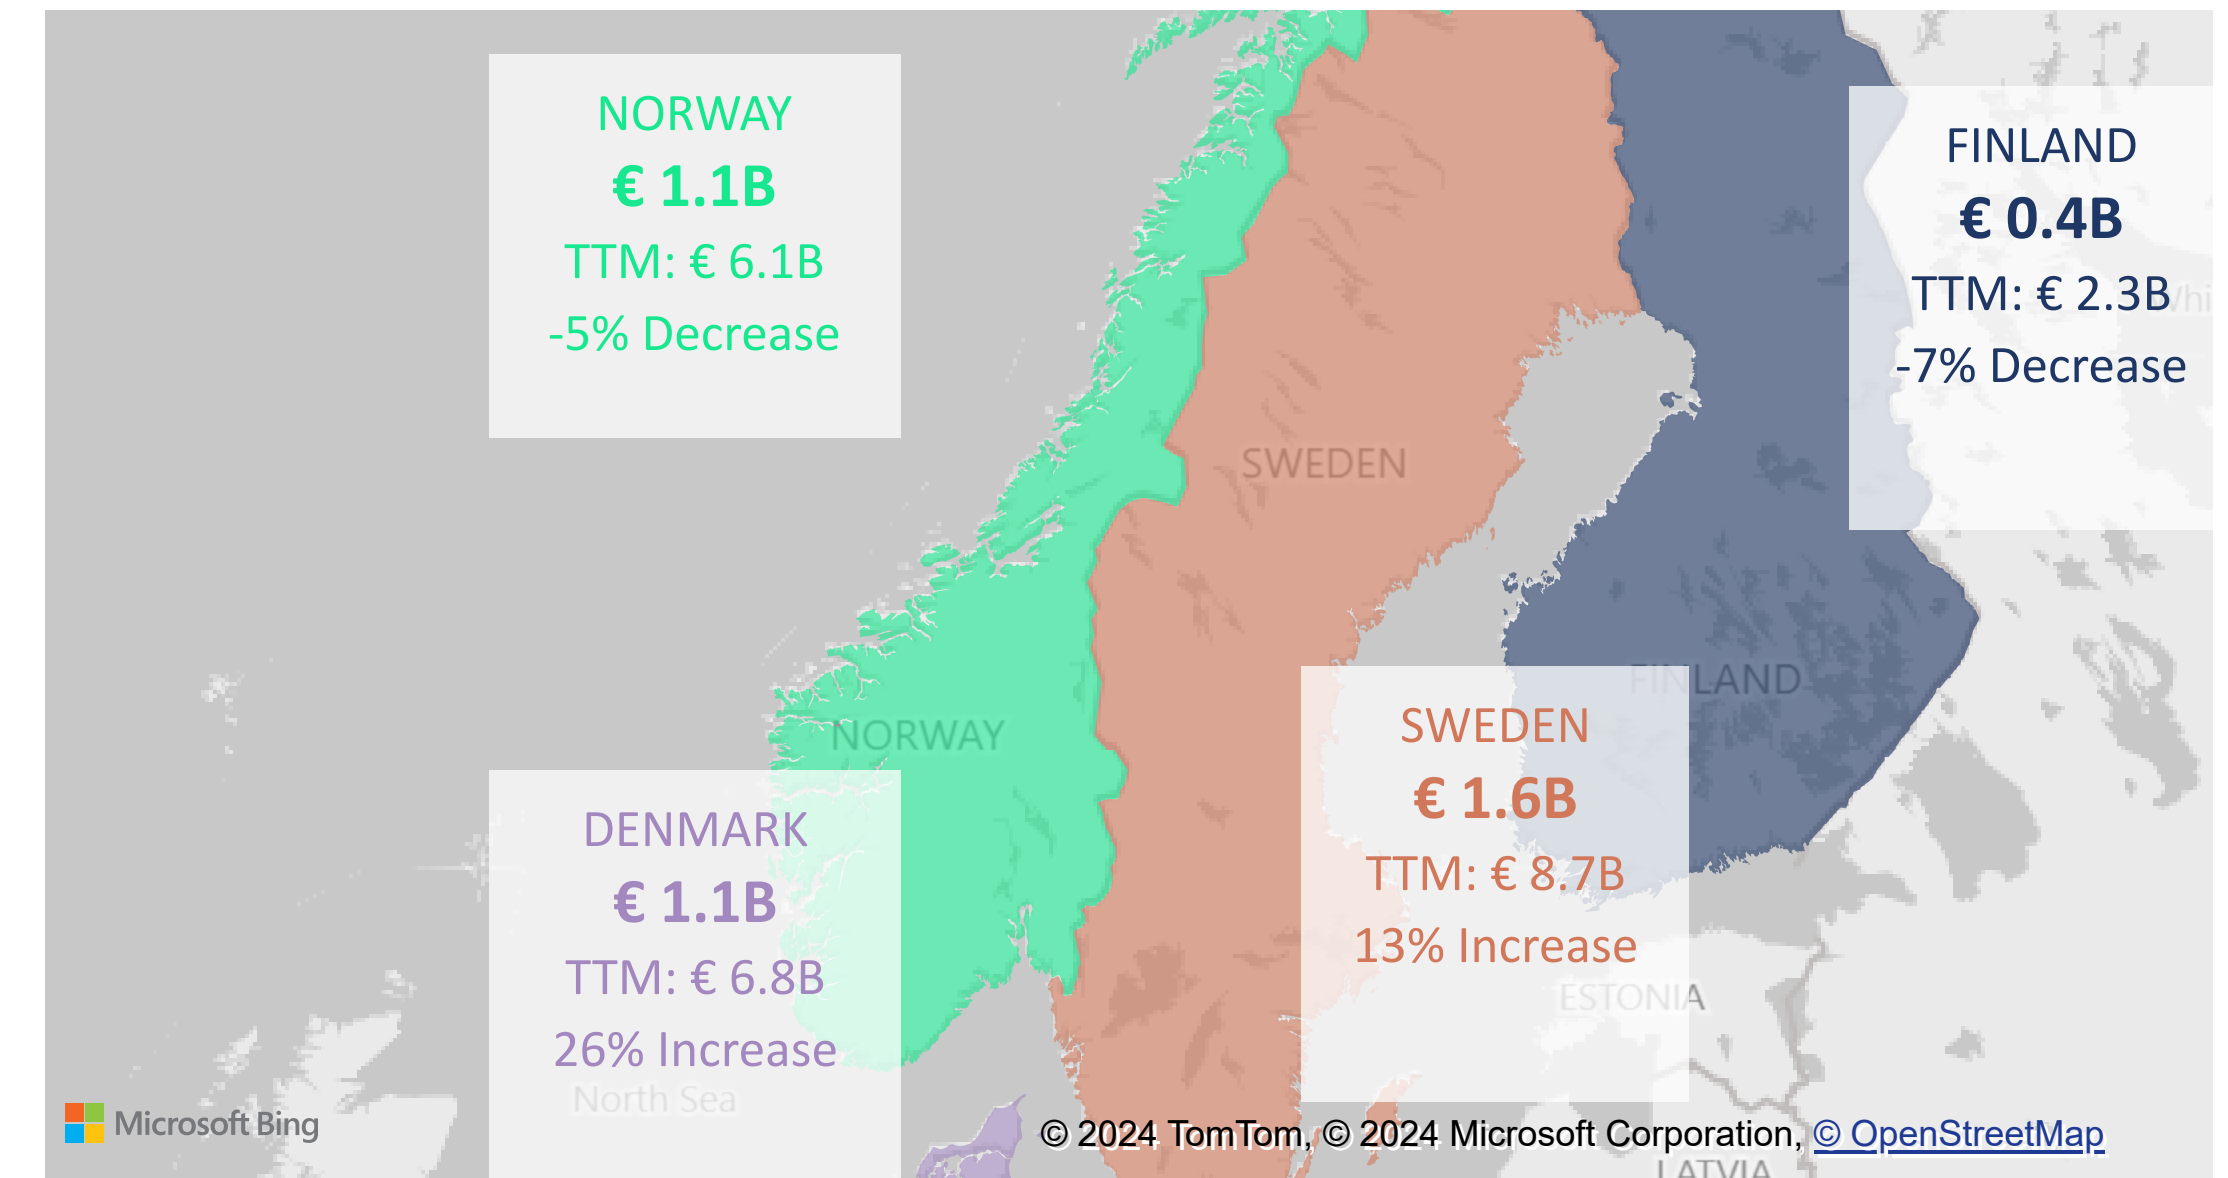 NORWAY
€ 1.1B
TTM: € 6.1B
-5% Decrease
FINLAND
€ 0.4B
TTM: € 2.3B
-7% Decrease
SWEDEN
NORWAY
FINLAND
DENMARK
€ 1.1B
TTM: € 6.8B
26% Increase
North Sea
SWEDEN
€ 1.6B
TTM: € 8.7B
13% Increase
ESTONIA
Microsoft Bing
© 2024 TomTom, © 2024 Microsoft Corporation, © OpenStreetMap
LATVIA